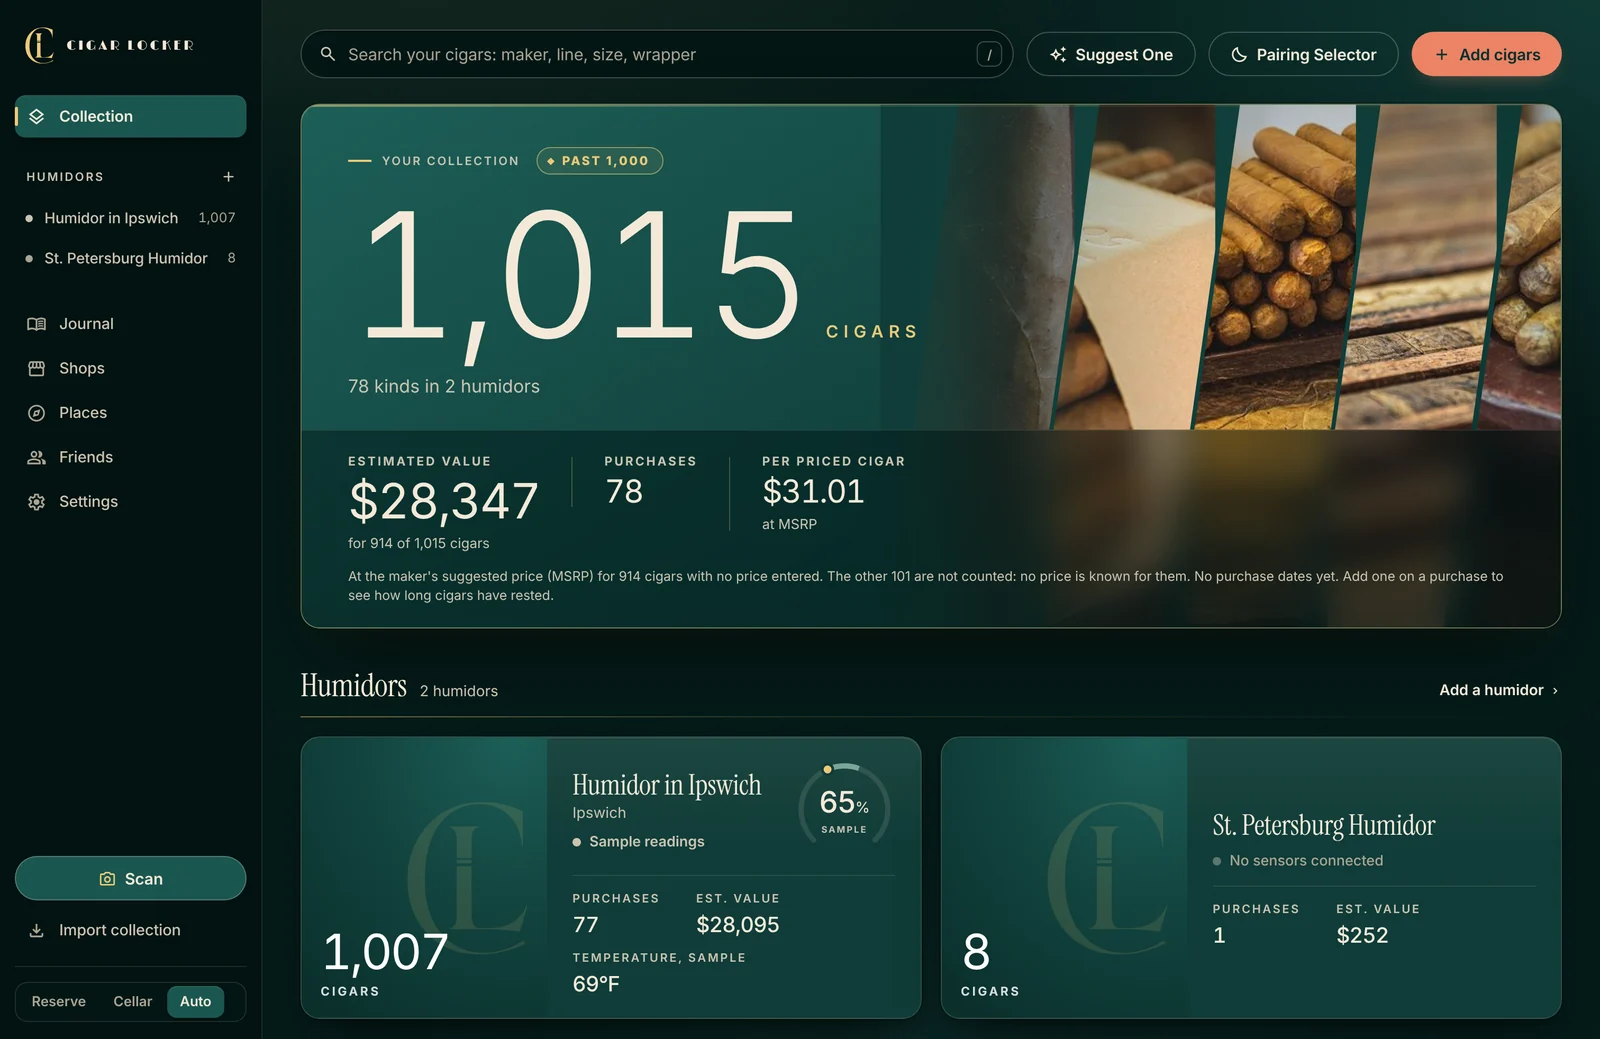 CIGAR LOCKER
Collection
HUMIDORS +
Humidor in Ipswich 1,007
St. Petersburg Humidor 8
Journal
Shops
Places
Friends
Settings
Scan
Import collection
Reserve Cellar Auto
Search your cigars: maker, line, size, wrapper /
Suggest One
Pairing Selector
+ Add cigars
YOUR COLLECTION
PAST 1,000
1,015 CIGARS
78 kinds in 2 humidors
ESTIMATED VALUE
$28,347
for 914 of 1,015 cigars
PURCHASES
78
PER PRICED CIGAR
$31.01
at MSRP
At the maker's suggested price (MSRP) for 914 cigars with no price entered. The other 101 are not counted: no price is known for them. No purchase dates yet. Add one on a purchase to
see how long cigars have rested.
Humidors 2 humidors
Add a humidor ›
1,007
CIGARS
Humidor in Ipswich
Ipswich
Sample readings
65%
SAMPLE
PURCHASES
77
EST. VALUE
$28,095
TEMPERATURE, SAMPLE
69°F
8
CIGARS
St. Petersburg Humidor
No sensors connected
PURCHASES
1
EST. VALUE
$252